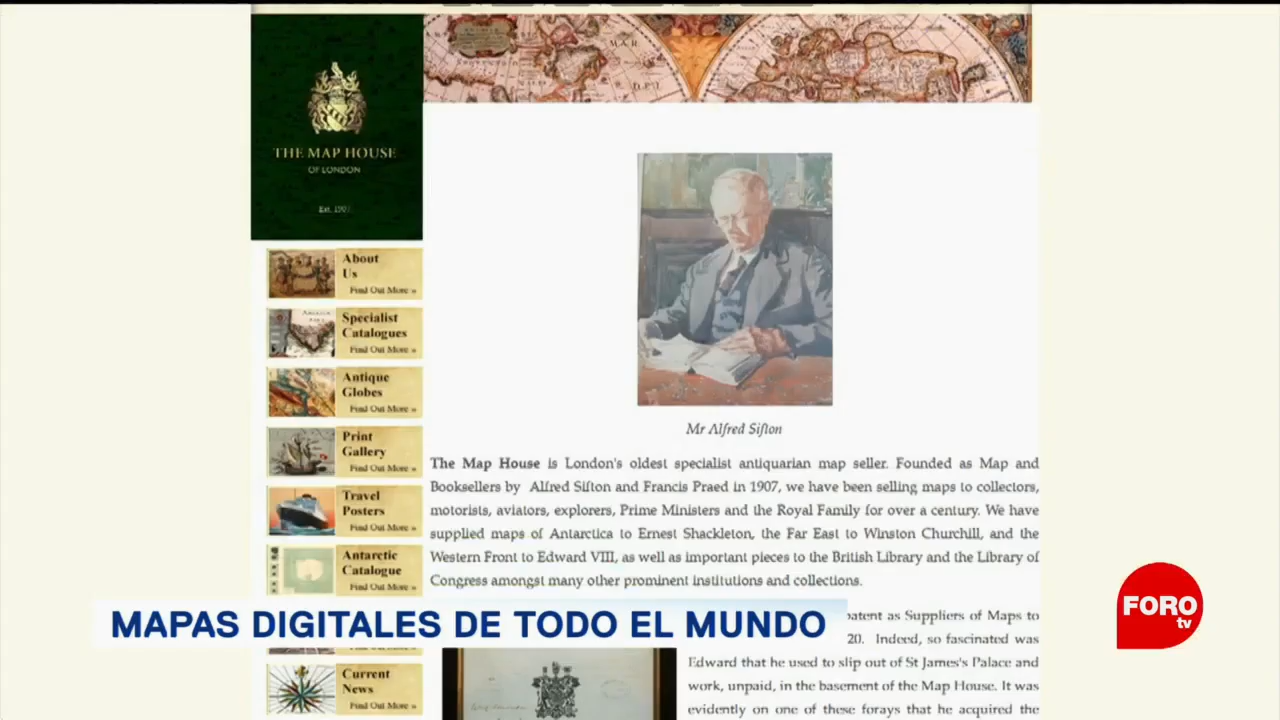 THE MAP HOUSE
OF LONDON
Est. 1907
About
Us
Find Out More »
Specialist
Catalogues
Find Out More »
Antique
Globes
Find Out More »
Print
Gallery
Find Out More »
Travel
Posters
Find Out More »
Antarctic
Catalogue
Find Out More »
Current
News
Find Out More »
Mr Alfred Sifton
The Map House is London's oldest specialist antiquarian map seller. Founded as Map and
Booksellers by Alfred Sifton and Francis Praed in 1907, we have been selling maps to collectors,
motorists, aviators, explorers, Prime Ministers and the Royal Family for over a century. We have
supplied maps of Antarctica to Ernest Shackleton, the Far East to Winston Churchill, and the
Western Front to Edward VIII, as well as important pieces to the British Library and the Library of
Congress amongst many other prominent institutions and collections.
patent as Suppliers of Maps to
20. Indeed, so fascinated was
Edward that he used to slip out of St James's Palace and
work, unpaid, in the basement of the Map House. It was
evidently on one of these forays that he acquired the
MAPAS DIGITALES DE TODO EL MUNDO
FORO
tv